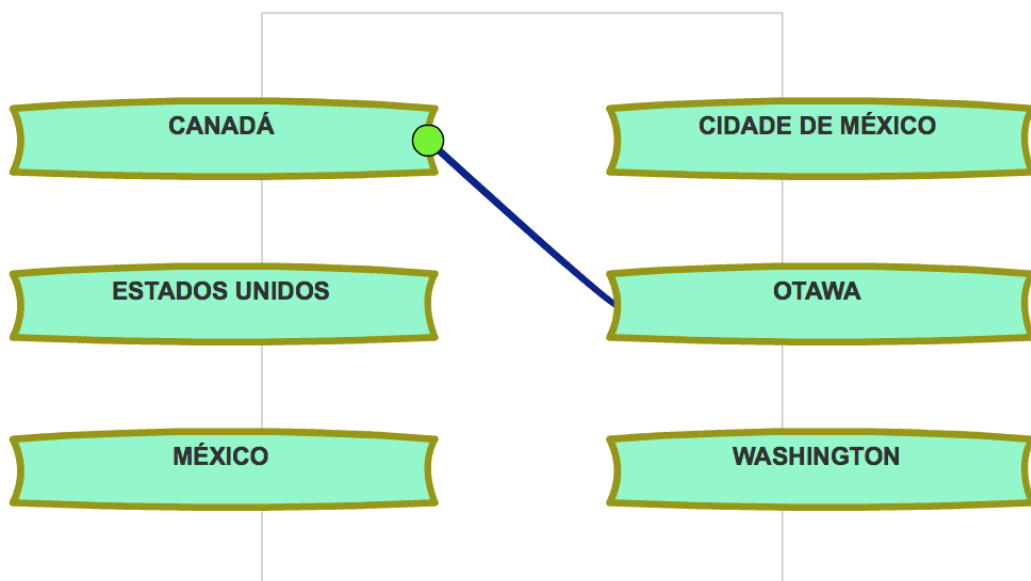 CANADÁ
CIDADE DE MÉXICO
ESTADOS UNIDOS
OTAWA
MÉXICO
WASHINGTON